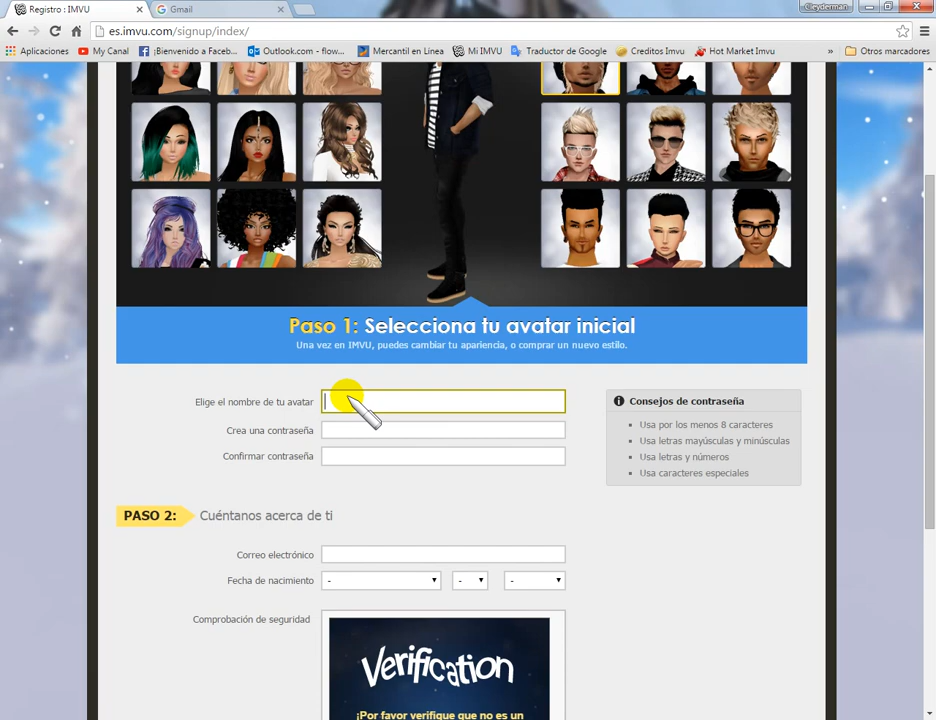 Registro : IMVU
Gmail
Cleyderman
es.imvu.com/signup/index/
Aplicaciones
My Canal
¡Bienvenido a Faceb...
Outlook.com - flow...
Mercantil en Línea
Mi IMVU
Traductor de Google
Creditos Imvu
Hot Market Imvu
»
Otros marcadores
Paso 1: Selecciona tu avatar inicial
Una vez en IMVU, puedes cambiar tu apariencia, o comprar un nuevo estilo.
Elige el nombre de tu avatar
Crea una contraseña
Confirmar contraseña
Consejos de contraseña
Usa por los menos 8 caracteres
Usa letras mayúsculas y minúsculas
Usa letras y números
Usa caracteres especiales
PASO 2: Cuéntanos acerca de ti
Correo electrónico
Fecha de nacimiento - - -
Comprobación de seguridad
Verification
¡Por favor verifique que no es un